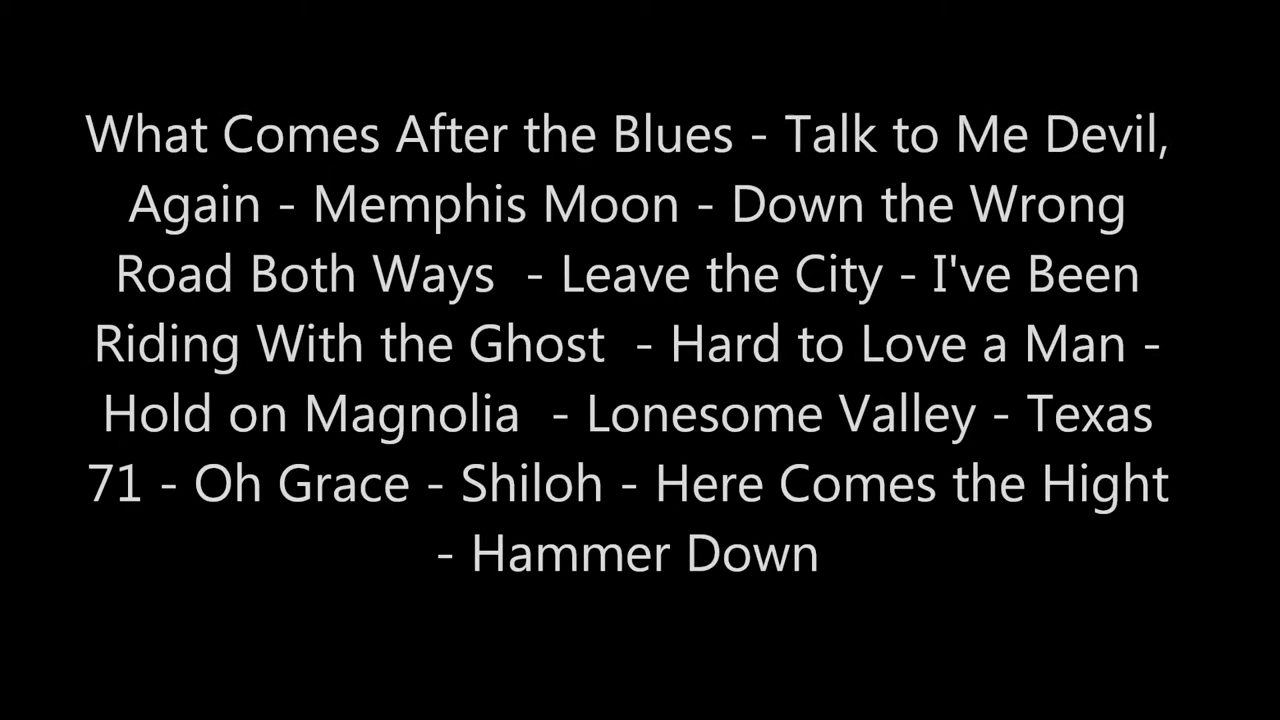 What Comes After the Blues - Talk to Me Devil,
Again - Memphis Moon - Down the Wrong
Road Both Ways  - Leave the City - I've Been
Riding With the Ghost  - Hard to Love a Man -
Hold on Magnolia  - Lonesome Valley - Texas
71 - Oh Grace - Shiloh - Here Comes the Hight
- Hammer Down